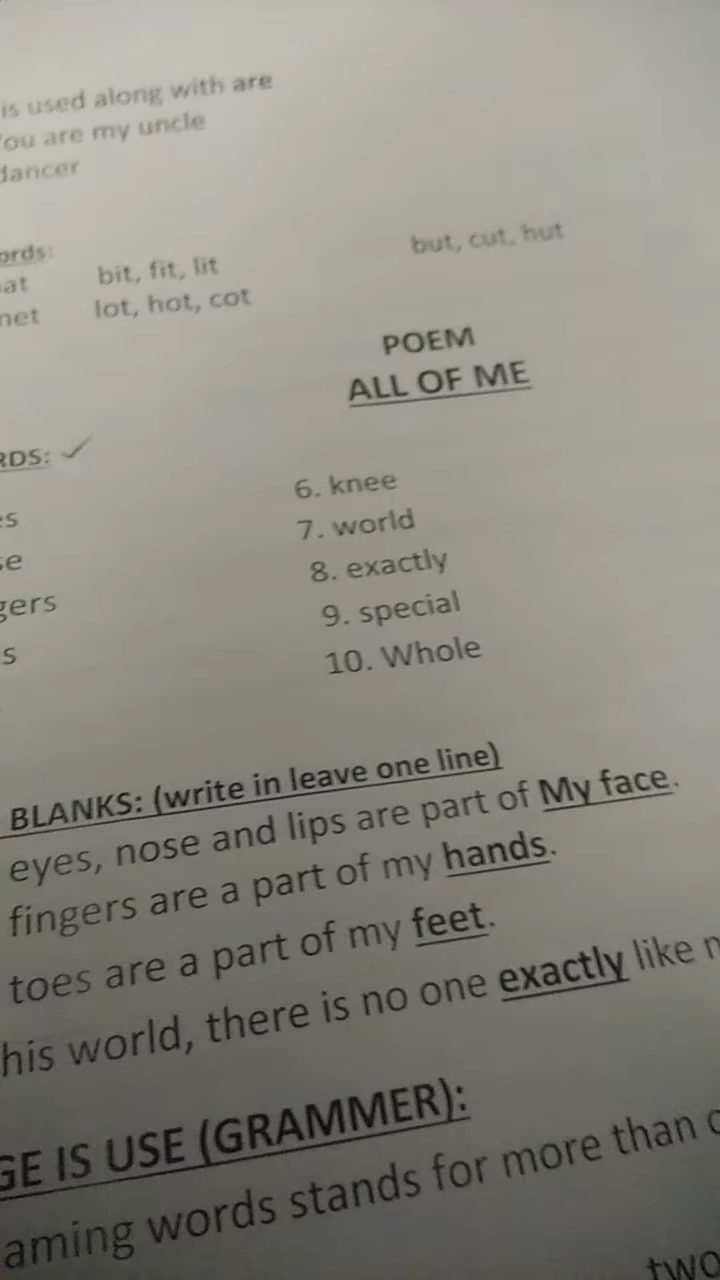 is used along with are
You are my uncle
dancer
ords:
at bit, fit, lit but, cut, hut
net lot, hot, cot
POEM
ALL OF ME
RDS: ✓
es 6. knee
se 7. world
gers 8. exactly
s 9. special
10. Whole
BLANKS: (write in leave one line)
eyes, nose and lips are part of My face.
fingers are a part of my hands.
toes are a part of my feet.
his world, there is no one exactly like
GE IS USE (GRAMMER):
aming words stands for more than
two